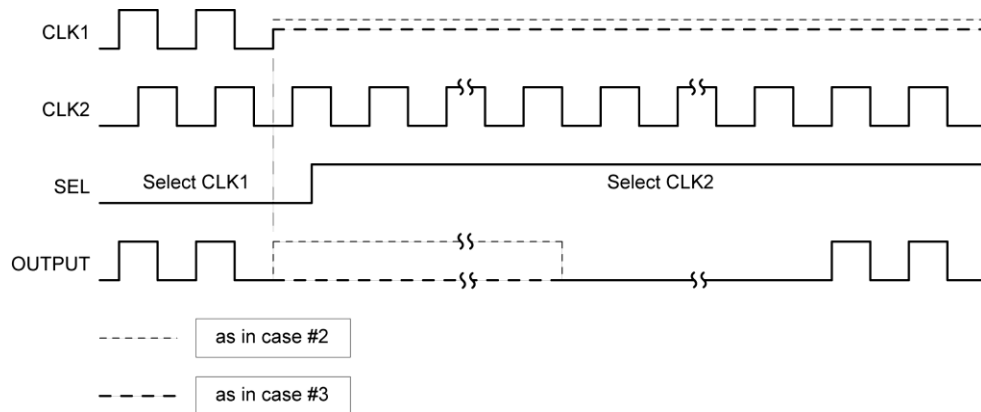 CLK1
CLK2
SEL
Select CLK1
Select CLK2
OUTPUT
as in case #2
as in case #3